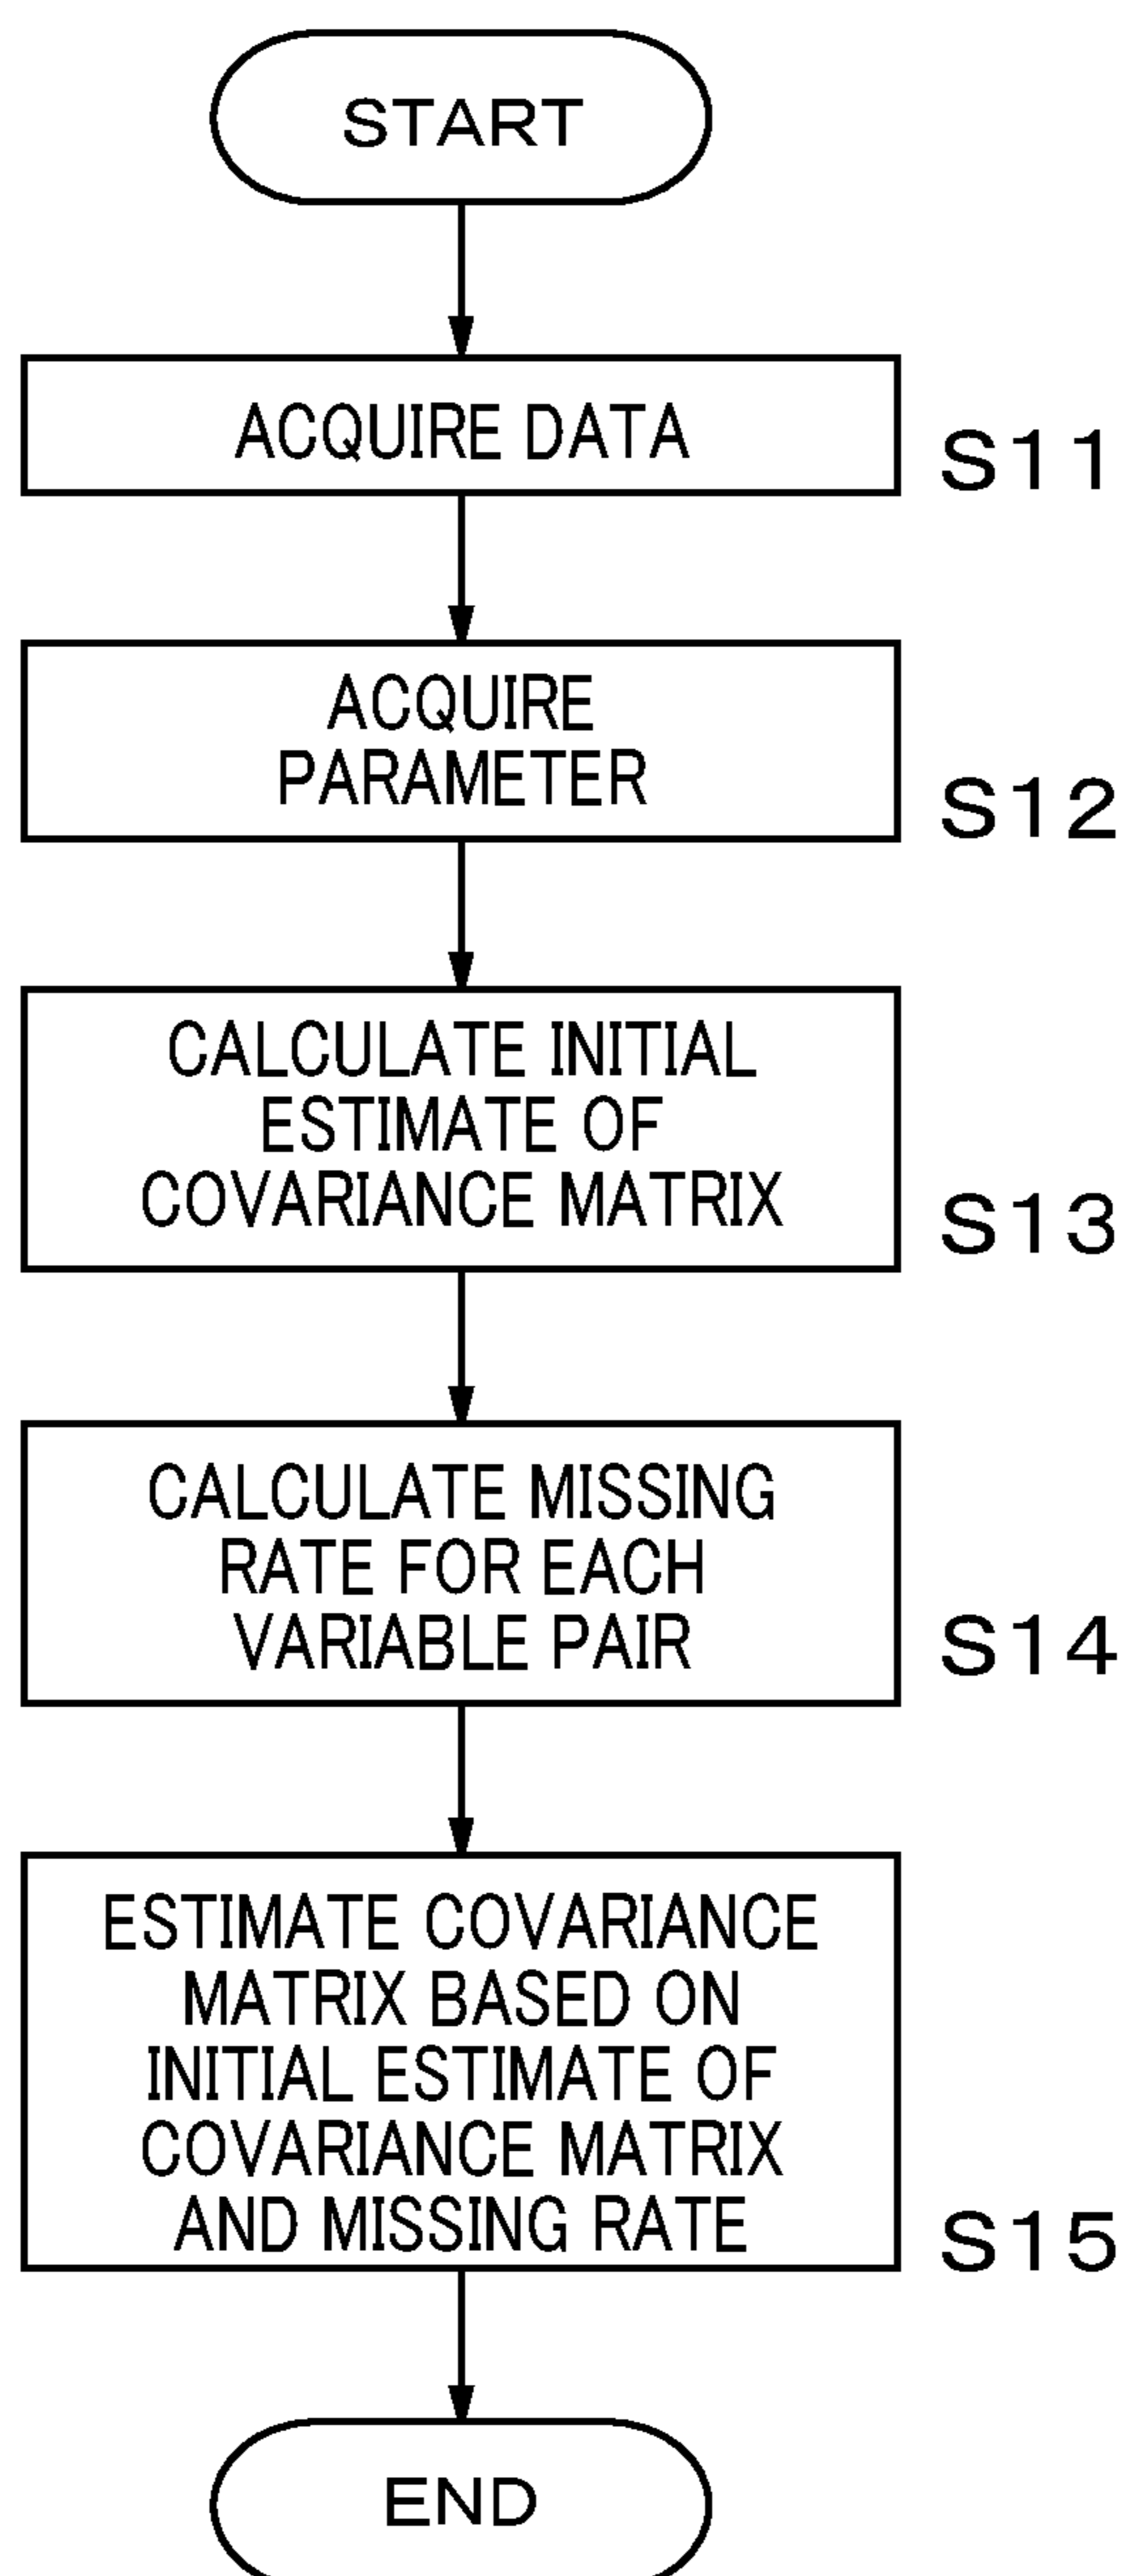 START
ACQUIRE DATA
S11
ACQUIRE
PARAMETER
S12
CALCULATE INITIAL
ESTIMATE OF
COVARIANCE MATRIX
S13
CALCULATE MISSING
RATE FOR EACH
VARIABLE PAIR
S14
ESTIMATE COVARIANCE
MATRIX BASED ON
INITIAL ESTIMATE OF
COVARIANCE MATRIX
AND MISSING RATE
S15
END